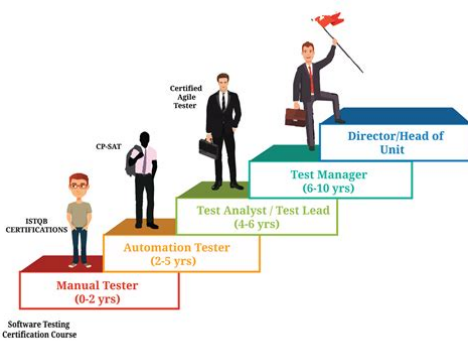 Certified
Agile
Tester
CP-SAT
ISTQB
CERTIFICATIONS
Director/Head of
Unit
Test Manager
(6-10 yrs)
Test Analyst / Test Lead
(4-6 yrs)
Automation Tester
(2-5 yrs)
Manual Tester
(0-2 yrs)
Software Testing
Certification Course